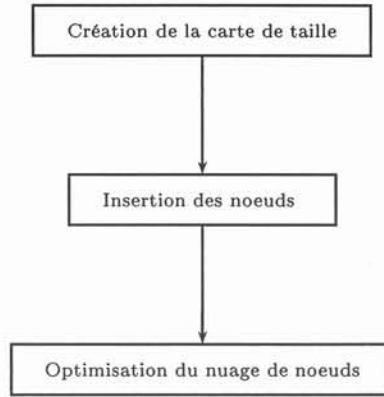 Création de la carte de taille
Insertion des noeuds
Optimisation du nuage de noeuds